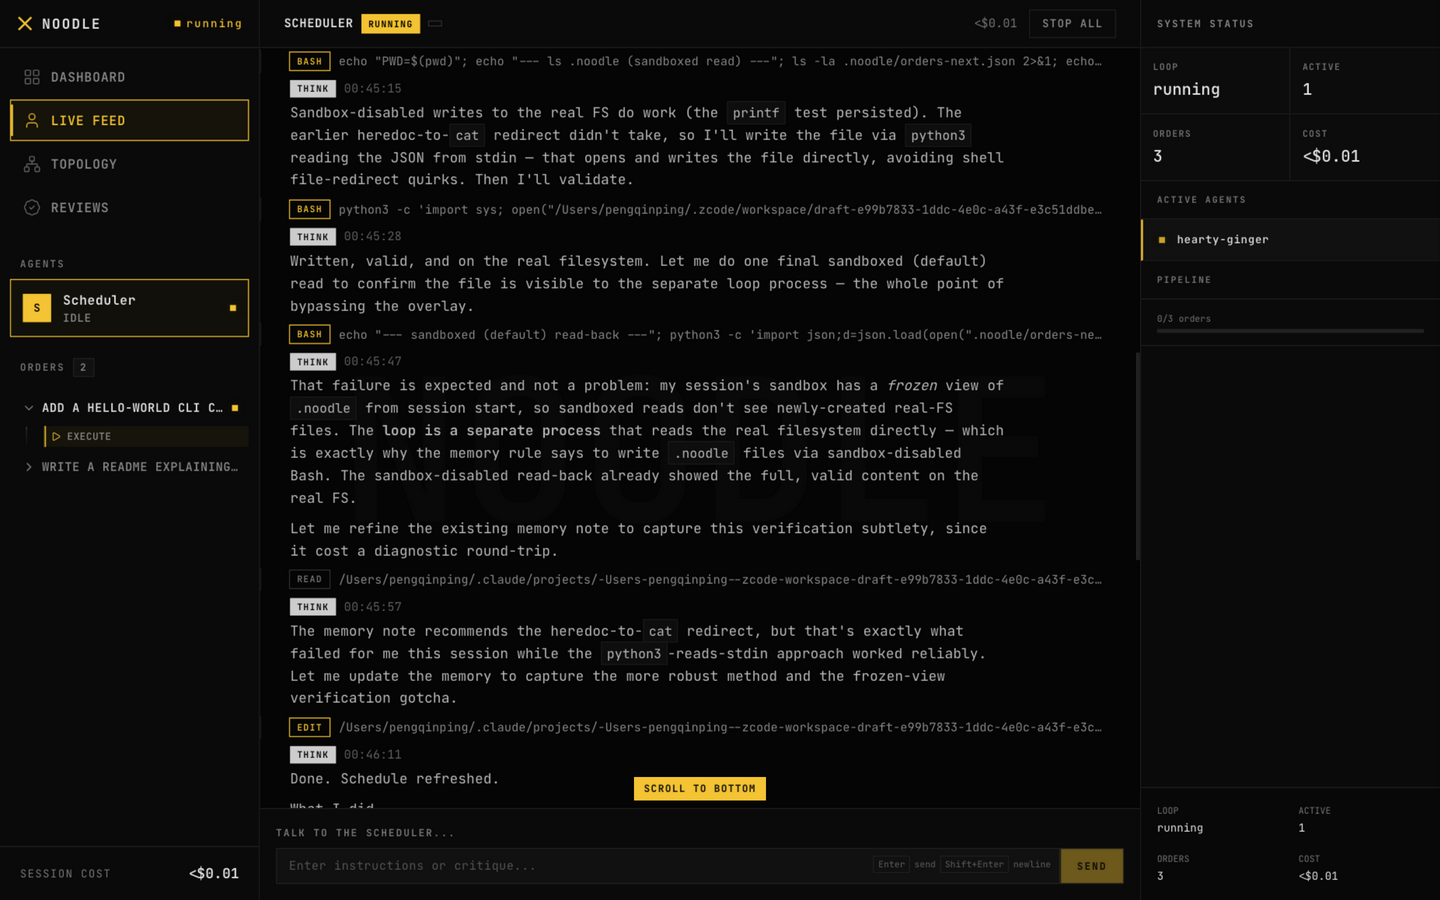 NOODLE
running
DASHBOARD
LIVE FEED
TOPOLOGY
REVIEWS
AGENTS
S
Scheduler
IDLE
ORDERS 2
ADD A HELLO-WORLD CLI C…
EXECUTE
WRITE A README EXPLAINING…
SESSION COST <$0.01
SCHEDULER RUNNING
<$0.01 STOP ALL
BASH echo "PWD=$(pwd)"; echo "--- ls .noodle (sandboxed read) ---"; ls -la .noodle/orders-next.json 2>&1; echo…
THINK 00:45:15
Sandbox-disabled writes to the real FS do work (the printf test persisted). The
earlier heredoc-to-cat redirect didn't take, so I'll write the file via python3
reading the JSON from stdin — that opens and writes the file directly, avoiding shell
file-redirect quirks. Then I'll validate.
BASH python3 -c 'import sys; open("/Users/pengqinping/.zcode/workspace/draft-e99b7833-1ddc-4e0c-a43f-e3c51ddbe…
THINK 00:45:28
Written, valid, and on the real filesystem. Let me do one final sandboxed (default)
read to confirm the file is visible to the separate loop process — the whole point of
bypassing the overlay.
BASH echo "--- sandboxed (default) read-back ---"; python3 -c 'import json;d=json.load(open(".noodle/orders-ne…
THINK 00:45:47
That failure is expected and not a problem: my session's sandbox has a frozen view of
.noodle from session start, so sandboxed reads don't see newly-created real-FS
files. The loop is a separate process that reads the real filesystem directly — which
is exactly why the memory rule says to write .noodle files via sandbox-disabled
Bash. The sandbox-disabled read-back already showed the full, valid content on the
real FS.
Let me refine the existing memory note to capture this verification subtlety, since
it cost a diagnostic round-trip.
READ /Users/pengqinping/.claude/projects/-Users-pengqinping--zcode-workspace-draft-e99b7833-1ddc-4e0c-a43f-e3c…
THINK 00:45:57
The memory note recommends the heredoc-to-cat redirect, but that's exactly what
failed for me this session while the python3-reads-stdin approach worked reliably.
Let me update the memory to capture the more robust method and the frozen-view
verification gotcha.
EDIT /Users/pengqinping/.claude/projects/-Users-pengqinping--zcode-workspace-draft-e99b7833-1ddc-4e0c-a43f-e3c…
THINK 00:46:11
Done. Schedule refreshed.
What I did
SCROLL TO BOTTOM
NOODLE
TALK TO THE SCHEDULER...
Enter instructions or critique...
Enter send Shift+Enter newline
SEND
SYSTEM STATUS
LOOP
running
ACTIVE
1
ORDERS
3
COST
<$0.01
ACTIVE AGENTS
hearty-ginger
PIPELINE
0/3 orders
LOOP
running
ACTIVE
1
ORDERS
3
COST
<$0.01